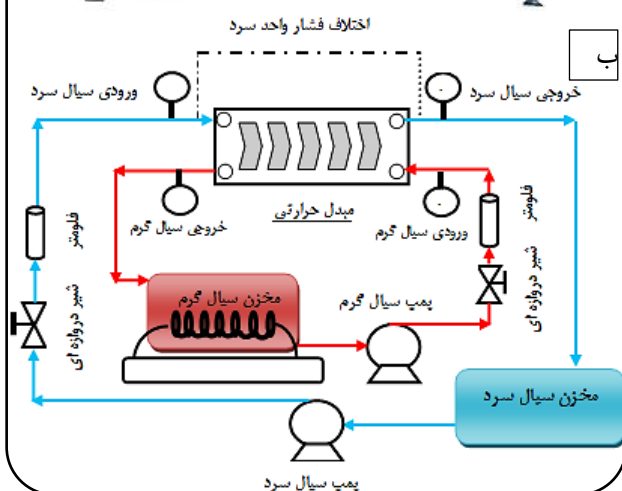 اختلاف فشار واحد سرد
ب
ورودی سیال سرد
خروجی سیال سرد
مبدل حرارتی
خروجی سیال گرم
ورودی سیال گرم
فلومتر
فلومتر
شیر دروازه ای
شیر دروازه ای
مخزن سیال گرم
پمپ سیال گرم
مخزن سیال سرد
پمپ سیال سرد